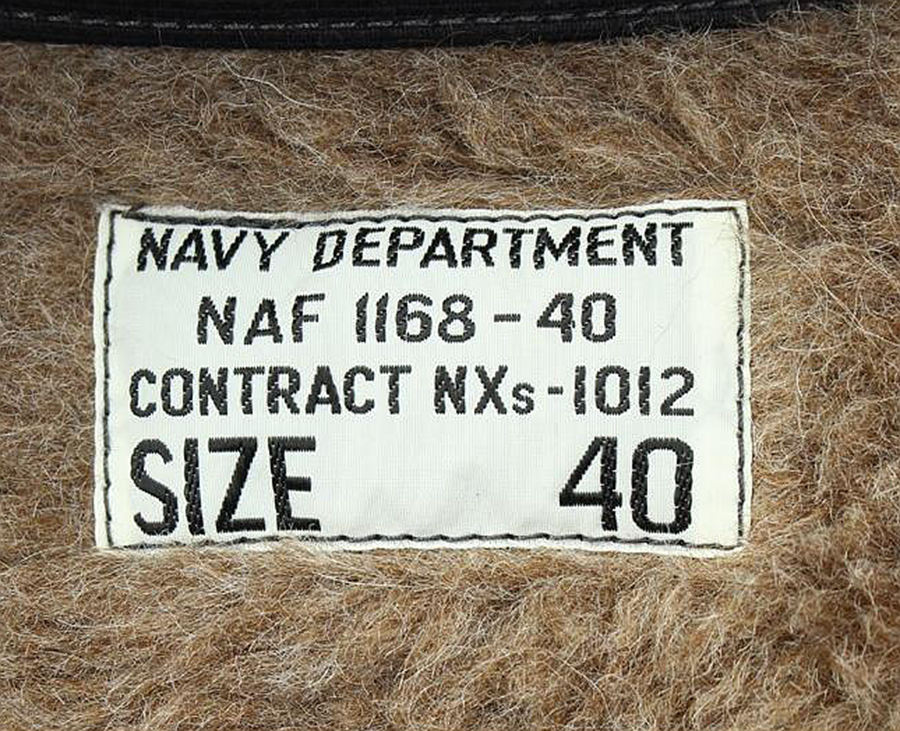 NAVY DEPARTMENT
NAF 1168-40
CONTRACT NXs-1012
SIZE 40